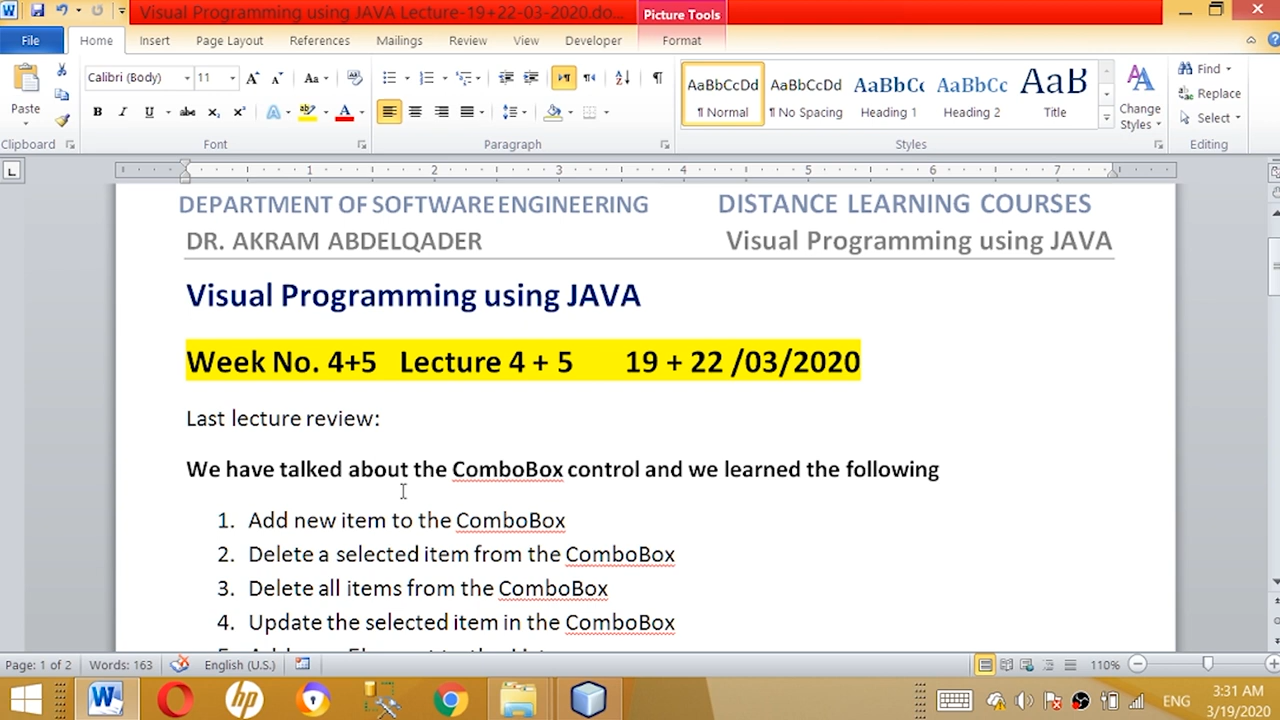 Visual Programming using JAVA Lecture-19+22-03-2020.do...
Picture Tools
File Home Insert Page Layout References Mailings Review View Developer Format
Calibri (Body) 11
Paste
Clipboard
Font
Paragraph
AaBbCcDd AaBbCcDd AaBbCc AaBbCc AaB
¶ Normal ¶ No Spacing Heading 1 Heading 2 Title
Change Styles
Styles
Find
Replace
Select
Editing
1 2 3 4 5 6 7
DEPARTMENT OF SOFTWARE ENGINEERING DISTANCE LEARNING COURSES
DR. AKRAM ABDELQADER Visual Programming using JAVA
Visual Programming using JAVA
Week No. 4+5 Lecture 4 + 5 19 + 22 /03/2020
Last lecture review:
We have talked about the ComboBox control and we learned the following
1. Add new item to the ComboBox
2. Delete a selected item from the ComboBox
3. Delete all items from the ComboBox
4. Update the selected item in the ComboBox
Page: 1 of 2 Words: 163 English (U.S.) 110%
ENG
3:31 AM
3/19/2020